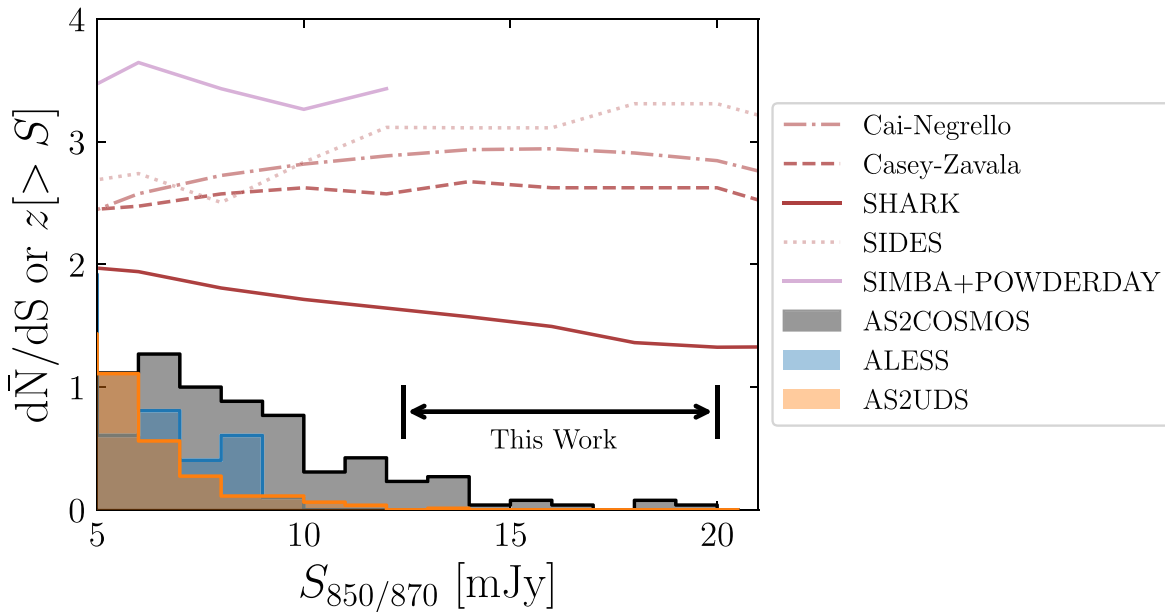 4
3
2
1
0
dN̄/dS or z[> S]
5
10
15
20
S850/870 [mJy]
This Work
Cai-Negrello
Casey-Zavala
SHARK
SIDES
SIMBA+POWDERDAY
AS2COSMOS
ALESS
AS2UDS